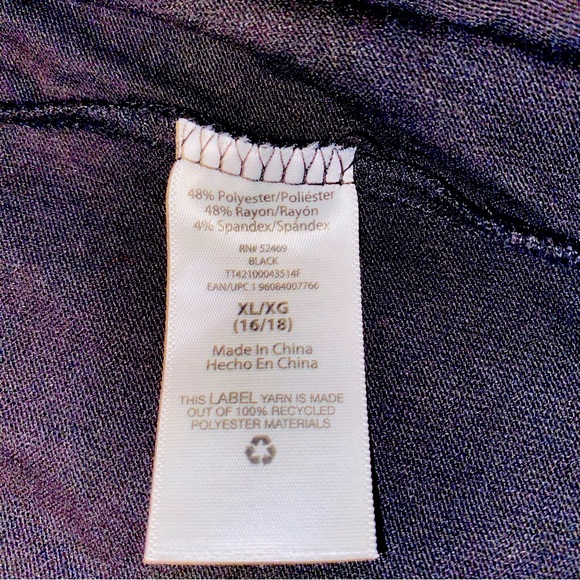 48% Polyester/Poliéster
48% Rayon/Rayón
4% Spandex/Spándex
RN# 52469
BLACK
TT42100043514F
EAN/UPC 1 96084007766
XL/XG
(16/18)
Made In China
Hecho En China
THIS LABEL YARN IS MADE
OUT OF 100% RECYCLED
POLYESTER MATERIALS